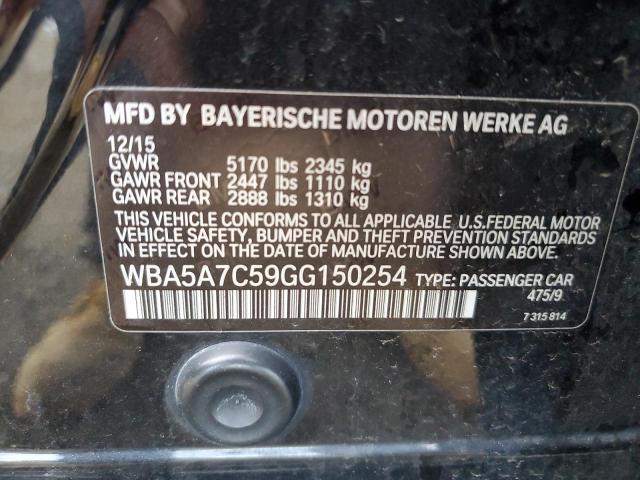 MFD BY BAYERISCHE MOTOREN WERKE AG
12/15
GVWR 5170 lbs 2345 kg
GAWR FRONT 2447 lbs 1110 kg
GAWR REAR 2888 lbs 1310 kg
THIS VEHICLE CONFORMS TO ALL APPLICABLE U.S.FEDERAL MOTOR
VEHICLE SAFETY, BUMPER AND THEFT PREVENTION STANDARDS
IN EFFECT ON THE DATE OF MANUFACTURE SHOWN ABOVE.
WBA5A7C59GG150254 TYPE: PASSENGER CAR
475/9
7 315 814